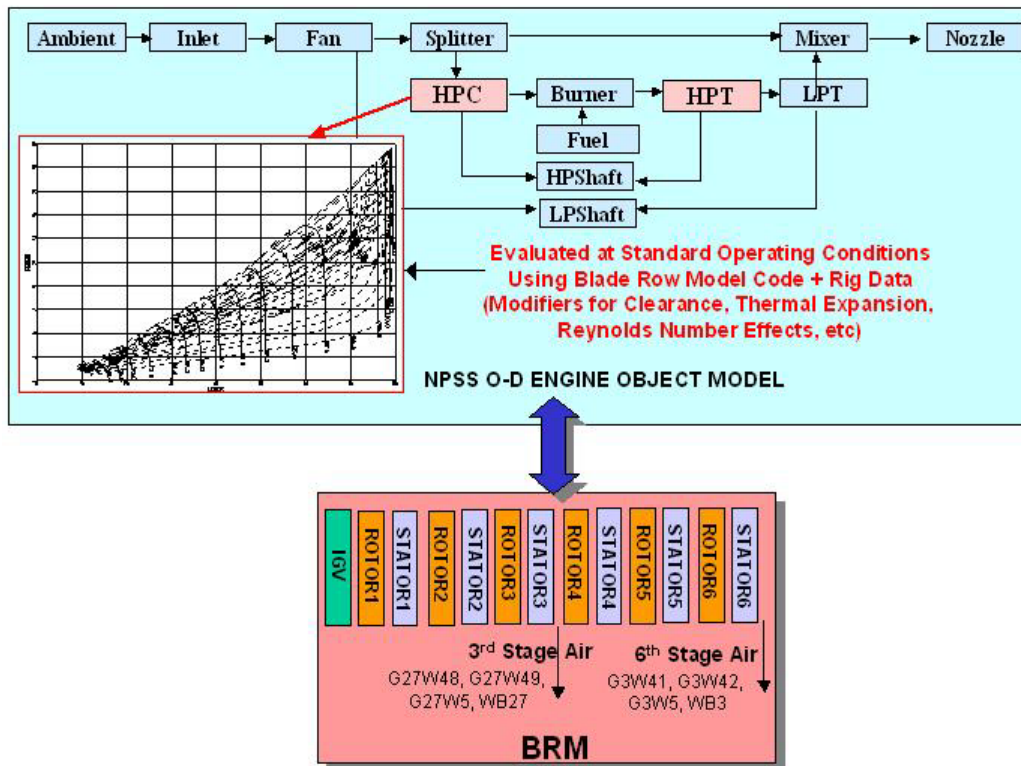 Ambient
Inlet
Fan
Splitter
Mixer
Nozzle
HPC
Burner
HPT
LPT
Fuel
HPShaft
LPShaft
Evaluated at Standard Operating Conditions
Using Blade Row Model Code + Rig Data
(Modifiers for Clearance, Thermal Expansion,
Reynolds Number Effects, etc)
NPSS O-D ENGINE OBJECT MODEL
IGV
ROTOR1
STATOR1
ROTOR2
STATOR2
ROTOR3
STATOR3
ROTOR4
STATOR4
ROTOR5
STATOR5
ROTOR6
STATOR6
3rd Stage Air
G27W48, G27W49,
G27W5, WB27
6th Stage Air
G3W41, G3W42,
G3W5, WB3
BRM